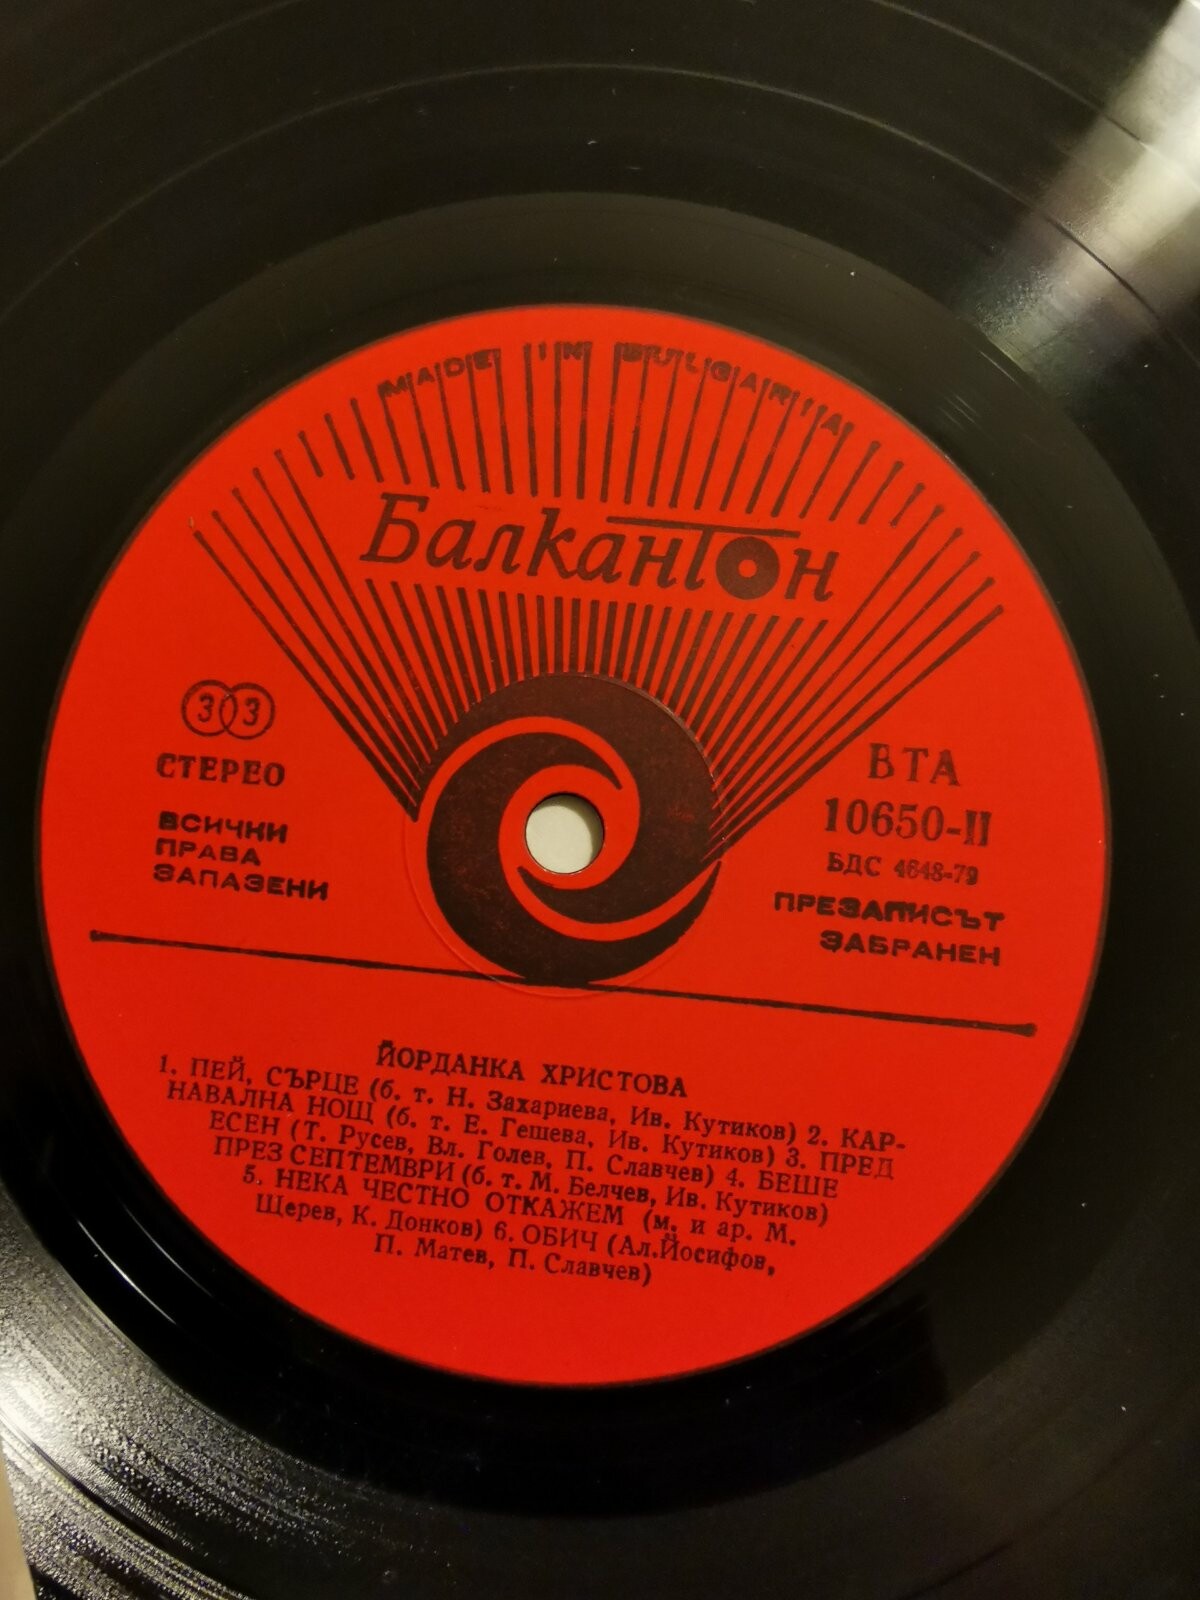 MADE IN BULGARIA
Балкантон
33
СТЕРЕО
ВСИЧКИ
ПРАВА
ЗАПАЗЕНИ
ВТА
10650-II
БДС 4648-79
ПРЕЗАПИСЪТ
ЗАБРАНЕН
ЙОРДАНКА ХРИСТОВА
1. ПЕЙ, СЪРЦЕ (б. т. Н. Захариева, Ив. Кутиков) 2. КАР-
НАВАЛНА НОЩ (б. т. Е. Гешева, Ив. Кутиков) 3. ПРЕД
ЕСЕН (Т. Русев, Вл. Голев, П. Славчев) 4. БЕШЕ
ПРЕЗ СЕПТЕМВРИ (б. т. М. Белчев, Ив. Кутиков)
5. НЕКА ЧЕСТНО ОТКАЖЕМ (м. и ар. М.
Щерев, К. Донков) 6. ОБИЧ (Ал.Йосифов,
П. Матев, П. Славчев)